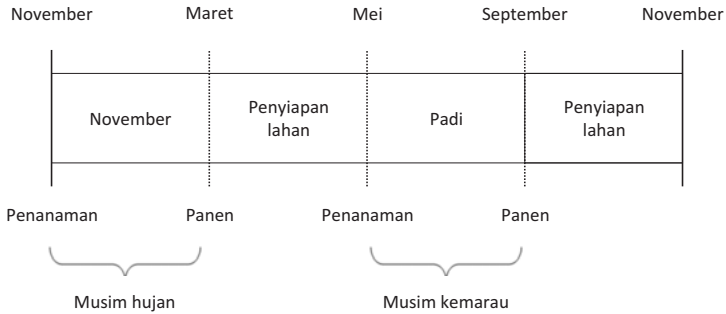 November Maret Mei September November
November
Penyiapan
lahan
Padi
Penyiapan
lahan
Penanaman Panen Penanaman Panen
Musim hujan Musim kemarau